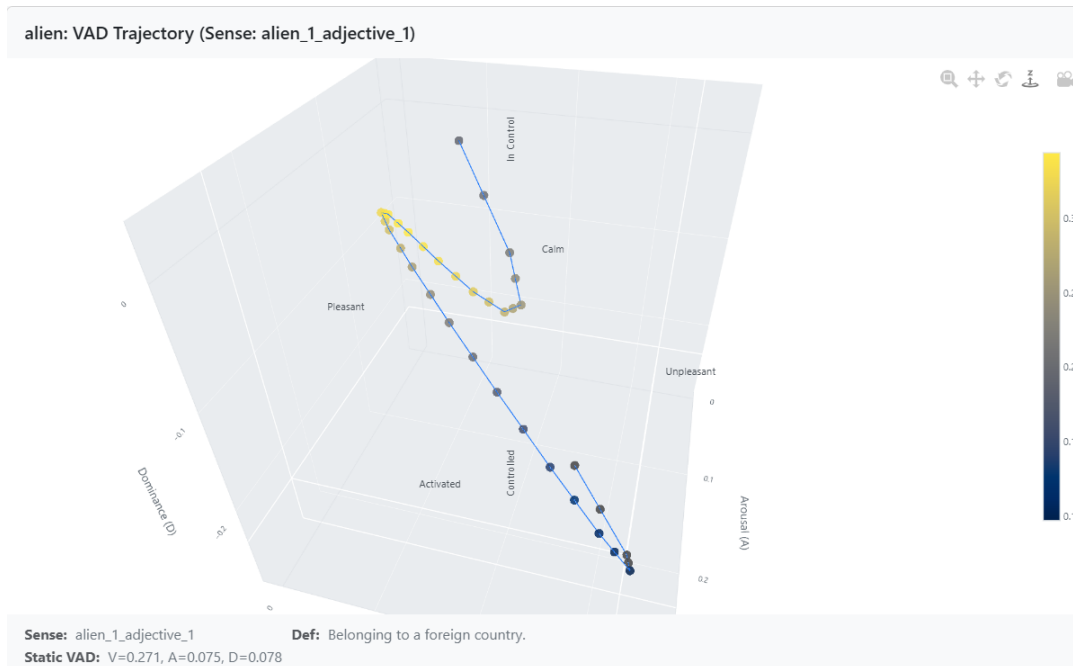 alien: VAD Trajectory (Sense: alien_1_adjective_1)
z
In Control
Calm
Pleasant
Unpleasant
Activated
Controlled
Dominance (D)
Arousal (A)
0
−0.1
−0.2
0
0
0.1
0.2
Sense: alien_1_adjective_1 Def: Belonging to a foreign country.
Static VAD: V=0.271, A=0.075, D=0.078